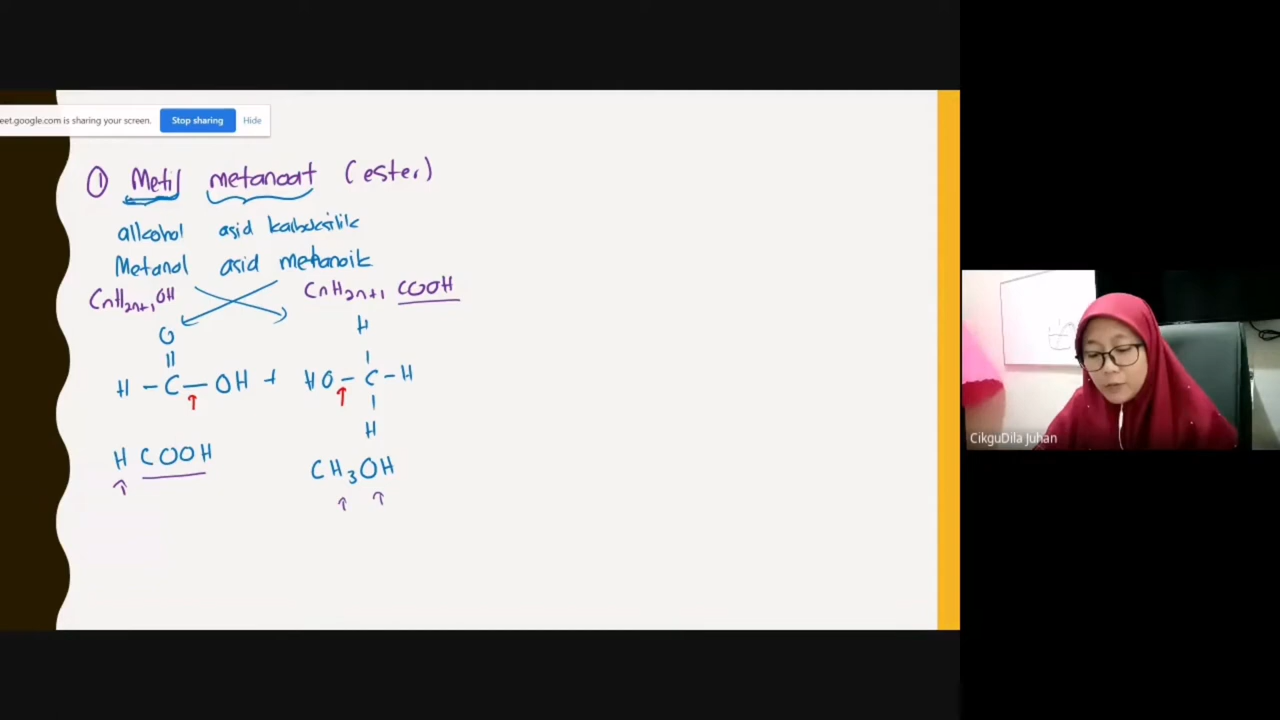 eet.google.com is sharing your screen. Stop sharing Hide
① Metil metanoat (ester)
alkohol asid karboksilik
Metanol asid metanoik
CnH2n+1OH CnH2n+1 COOH
O H
H - C - OH + HO - C - H
H
H COOH CH3OH
CikguDila Juhan